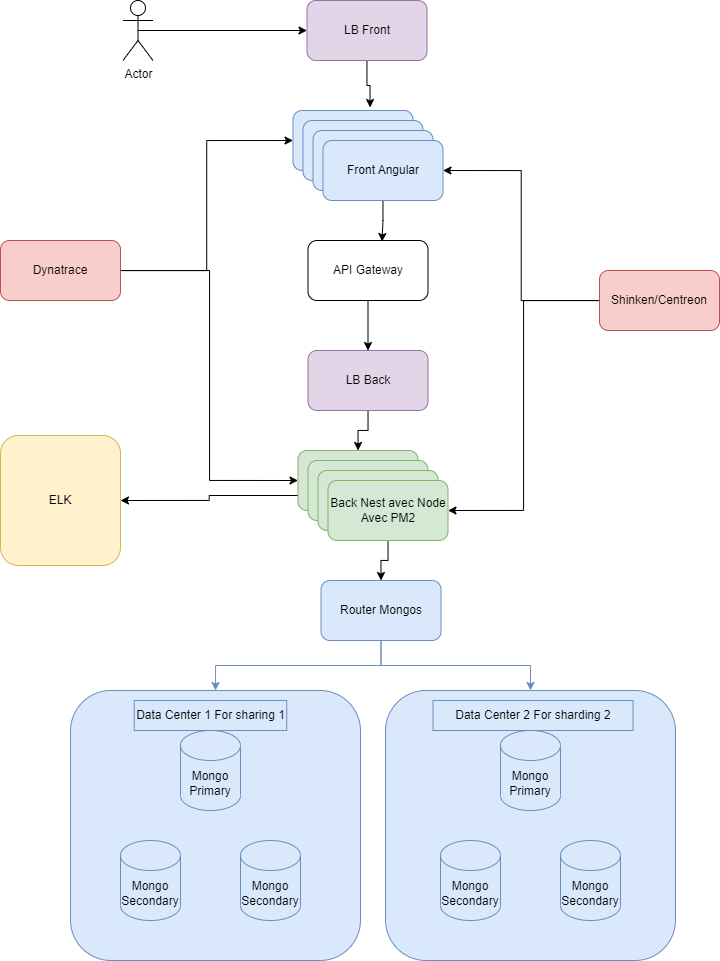 LB Front
Actor
Front Angular
Dynatrace
API Gateway
Shinken/Centreon
LB Back
ELK
Back Nest avec Node
Avec PM2
Router Mongos
Data Center 1 For sharing 1
Data Center 2 For sharding 2
Mongo
Primary
Mongo
Primary
Mongo
Secondary
Mongo
Secondary
Mongo
Secondary
Mongo
Secondary